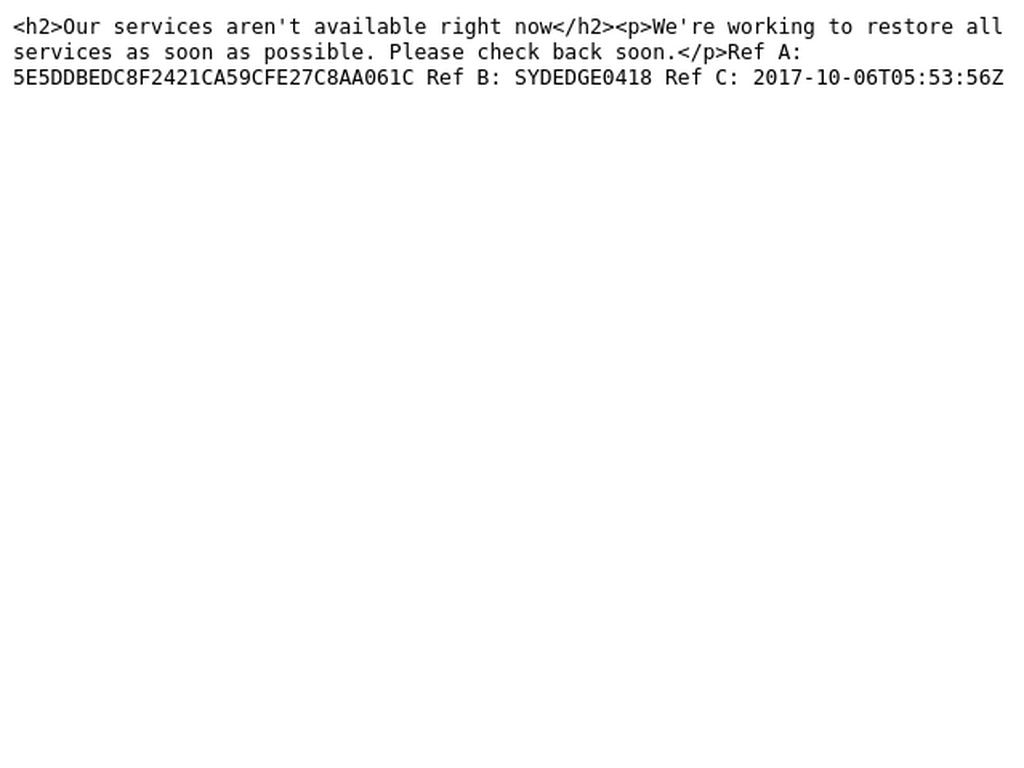 <h2>Our services aren't available right now</h2><p>We're working to restore all
services as soon as possible. Please check back soon.</p>Ref A:
5E5DDBEDC8F2421CA59CFE27C8AA061C Ref B: SYDEDGE0418 Ref C: 2017-10-06T05:53:56Z